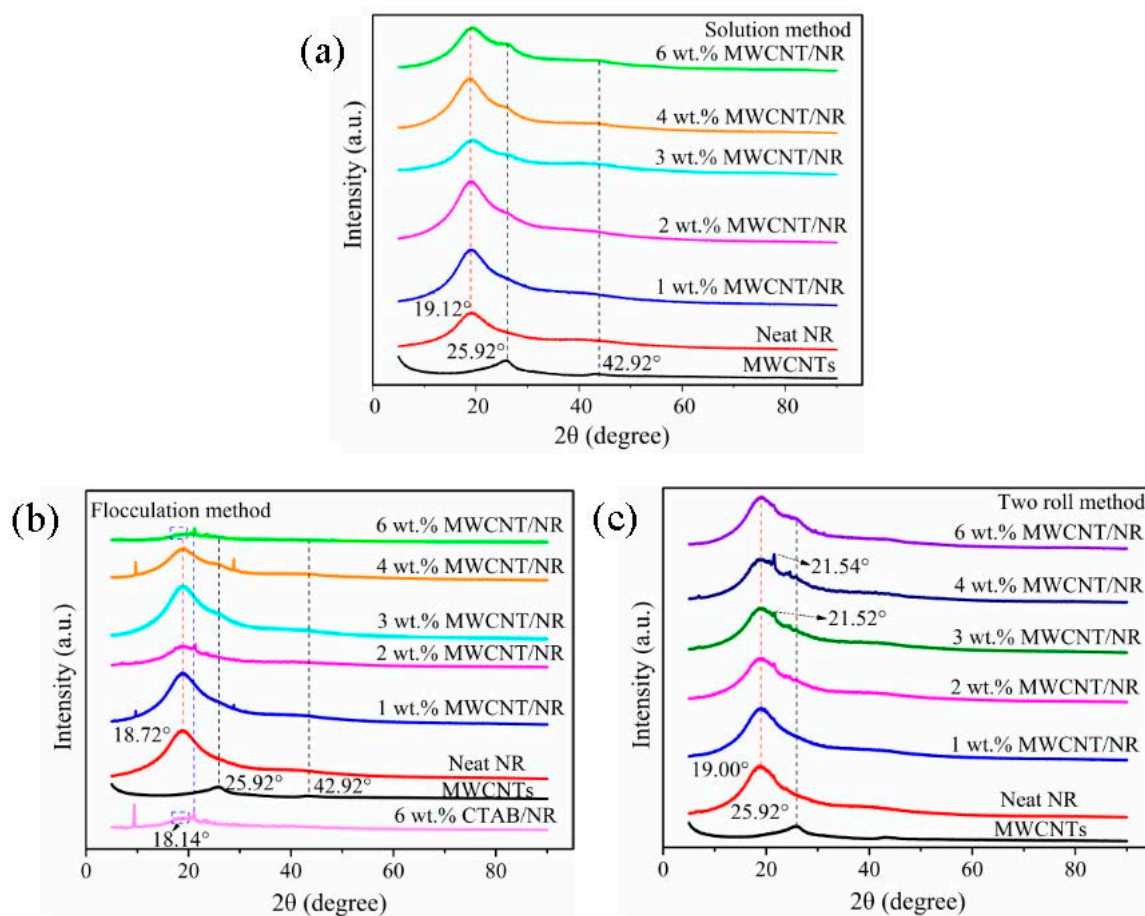 (a)
Solution method
6 wt.% MWCNT/NR
4 wt.% MWCNT/NR
3 wt.% MWCNT/NR
2 wt.% MWCNT/NR
1 wt.% MWCNT/NR
19.12°
Neat NR
25.92°
42.92°
MWCNTs
Intensity (a.u.)
0 20 40 60 80
2θ (degree)
(b)
Flocculation method
6 wt.% MWCNT/NR
4 wt.% MWCNT/NR
3 wt.% MWCNT/NR
2 wt.% MWCNT/NR
1 wt.% MWCNT/NR
18.72°
Neat NR
25.92°
42.92°
MWCNTs
6 wt.% CTAB/NR
18.14°
Intensity (a.u.)
0 20 40 60 80
2θ (degree)
(c)
Two roll method
6 wt.% MWCNT/NR
21.54°
4 wt.% MWCNT/NR
21.52°
3 wt.% MWCNT/NR
2 wt.% MWCNT/NR
1 wt.% MWCNT/NR
19.00°
Neat NR
25.92°
MWCNTs
Intensity (a.u.)
0 20 40 60 80
2θ (degree)